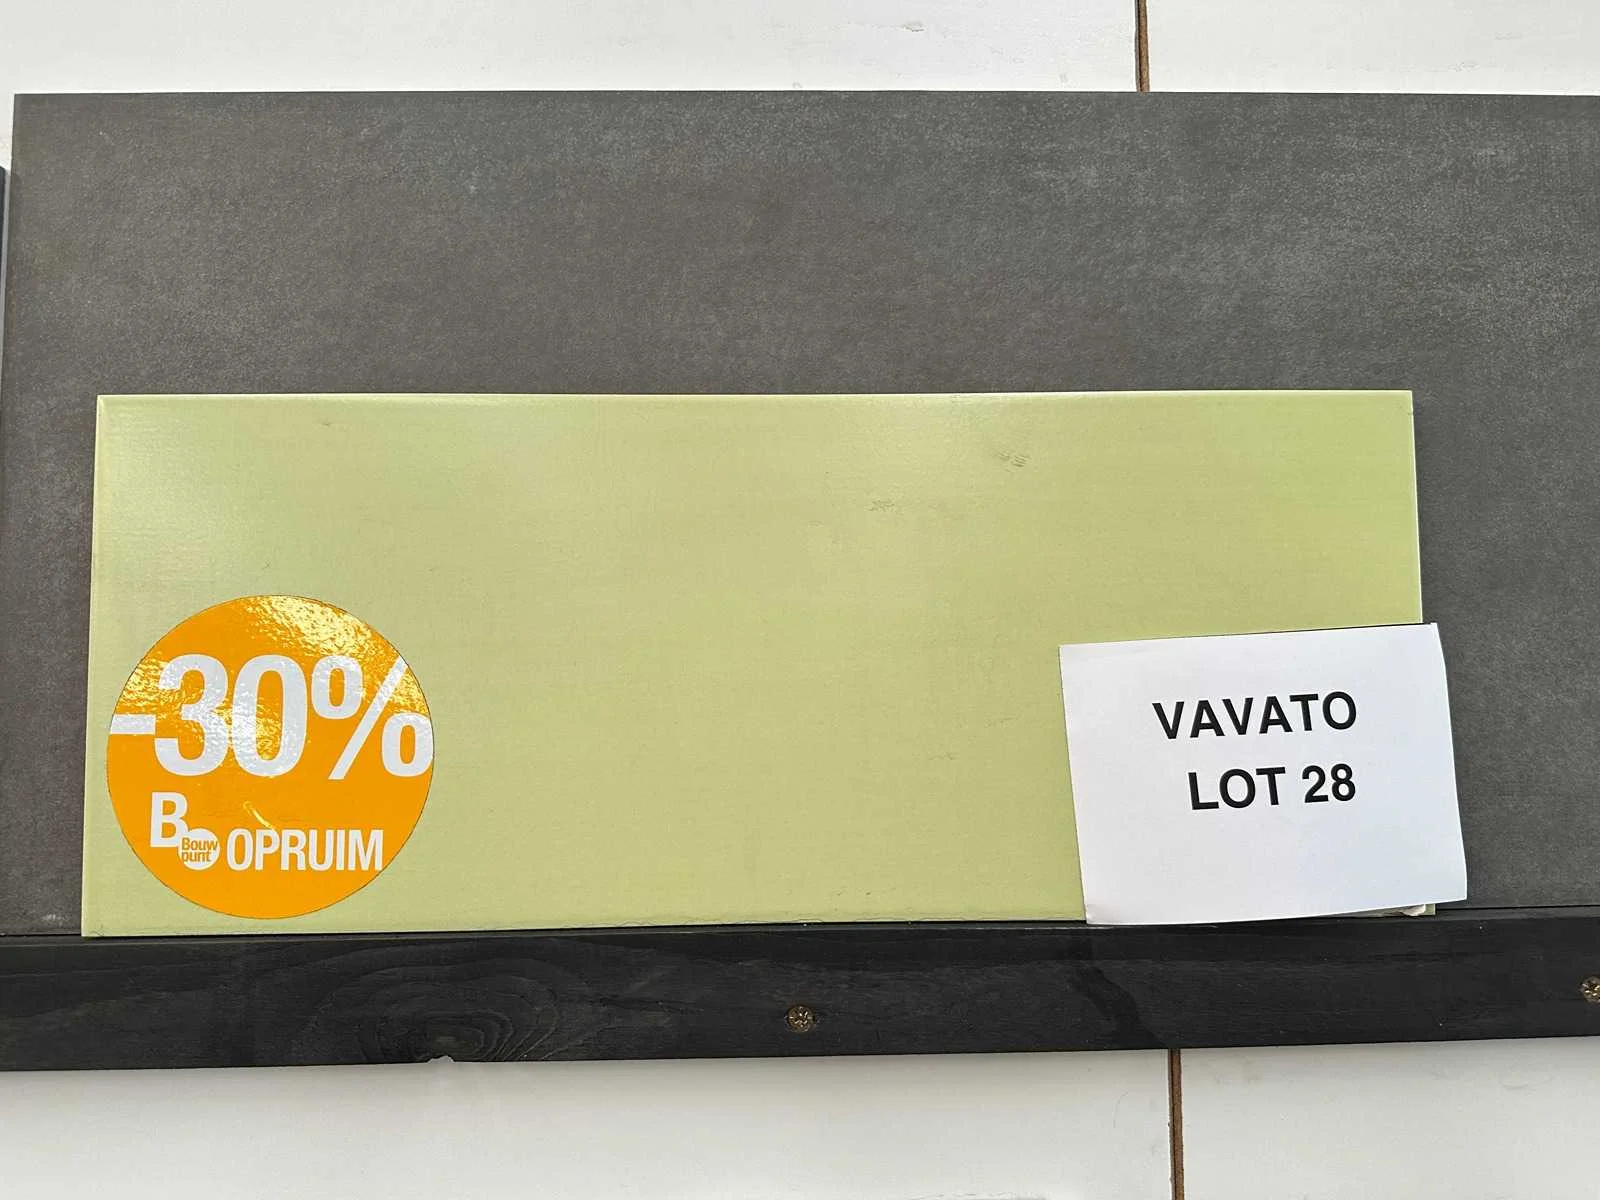 -30%
B
Bouw
punt
OPRUIM
VAVATO
LOT 28